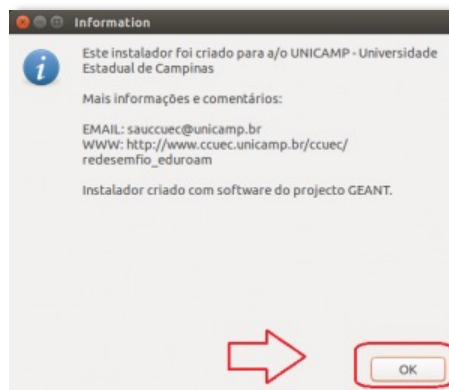 Information
Este instalador foi criado para a/o UNICAMP - Universidade
Estadual de Campinas
Mais informações e comentários:
EMAIL: sauccuec@unicamp.br
WWW: http://www.ccuec.unicamp.br/ccuec/
redesemfio_eduroam
Instalador criado com software do projecto GEANT.
OK